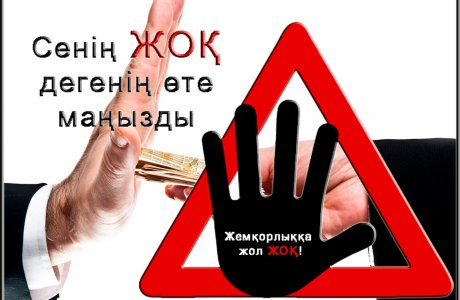 Сенің ЖОҚ
дегенің өте
маңызды
Жемқорлыққа
жол ЖОҚ!